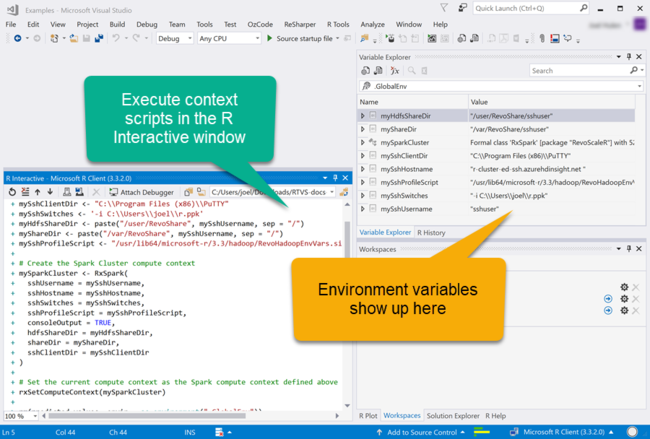 Examples - Microsoft Visual Studio
Quick Launch (Ctrl+Q)
File View Project Build Debug Team Tools OzCode ReSharper R Tools Analyze Window Help
Debug Any CPU Source startup file
Variable Explorer
Search
.GlobalEnv
Name Value
myHdfsShareDir "/user/RevoShare/sshuser"
myShareDir "/var/RevoShare/sshuser"
mySparkCluster Formal class "RxSpark" [package "RevoScaleR"] with 52
mySshClientDir "C:\\Program Files (x86)\\PuTTY"
mySshHostname "r-cluster-ed-ssh.azurehdinsight.net "
mySshProfileScript "/usr/lib64/microsoft-r/3.3/hadoop/RevoHadoopEnvVa
mySshSwitches "-i C:\\Users\\joel\\r.ppk"
mySshUsername "sshuser"
Variable Explorer R History
Workspaces
Execute context
scripts in the R
Interactive window
R Interactive - Microsoft R Client (3.3.2.0)
Attach Debugger C:/Users/joel/Downloads/RTVS-docs
+ mySshClientDir <- "C:\\Program Files (x86)\\PuTTY"
+ mySshSwitches <- '-i C:\\Users\\joel\\r.ppk'
+ myHdfsShareDir <- paste("/user/RevoShare", mySshUsername, sep = "/")
+ myShareDir <- paste("/var/RevoShare", mySshUsername, sep = "/")
+ mySshProfileScript <- "/usr/lib64/microsoft-r/3.3/hadoop/RevoHadoopEnvVars.si
+
+ # Create the Spark Cluster compute context
+ mySparkCluster <- RxSpark(
+ sshUsername = mySshUsername,
+ sshHostname = mySshHostname,
+ sshSwitches = mySshSwitches,
+ sshProfileScript = mySshProfileScript,
+ consoleOutput = TRUE,
+ hdfsShareDir = myHdfsShareDir,
+ shareDir = myShareDir,
+ sshClientDir = mySshClientDir
+ )
+
+ # Set the current compute context as the Spark compute context defined above
+ rxSetComputeContext(mySparkCluster)
100 %
Environment variables
show up here
R Plot Workspaces Solution Explorer R Help
Ln 5 Col 44 Ch 44 INS Add to Source Control Microsoft R Client (3.3.2.0)